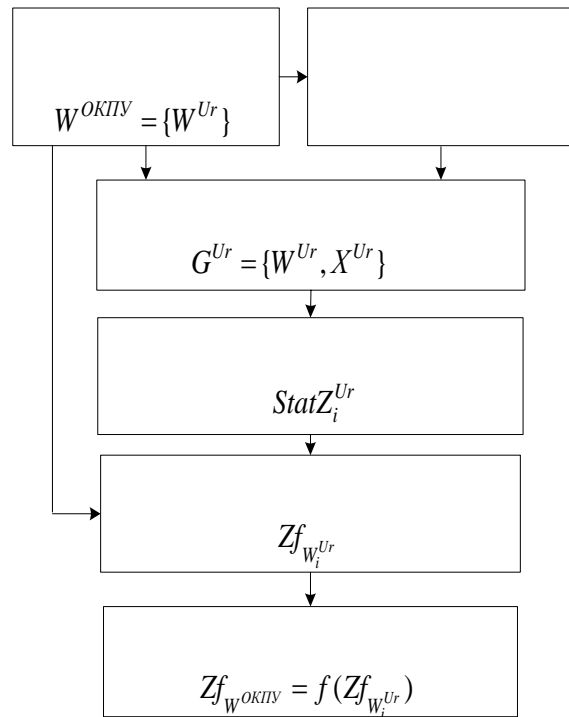 W^{ОКПУ} = {W^{Ur}}
G^{Ur} = {W^{Ur}, X^{Ur}}
StatZ_i^{Ur}
Zf_{W_i^{Ur}}
Zf_{W^{ОКПУ}} = f(Zf_{W_i^{Ur}})